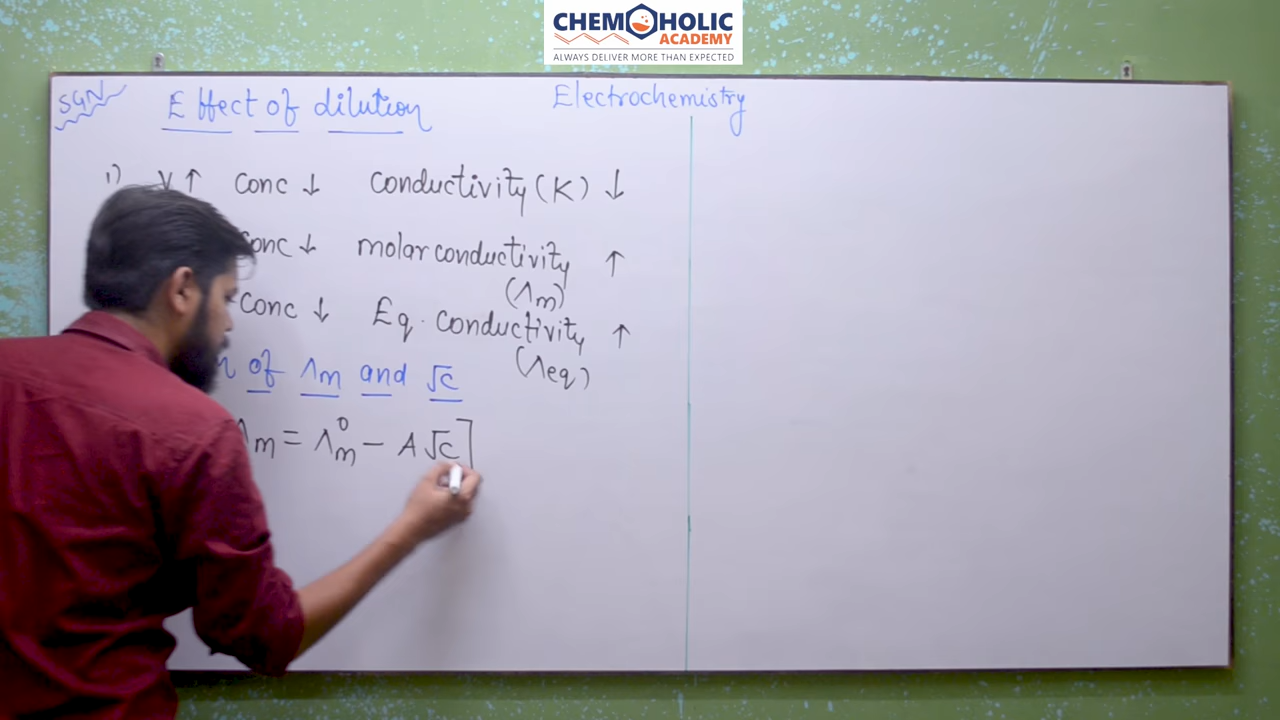 CHEMOHOLIC
ACADEMY
ALWAYS DELIVER MORE THAN EXPECTED
SGN
Effect of dilution
Electrochemistry
1) V↑ Conc ↓ Conductivity (K) ↓
Conc ↓ molar conductivity ↑
(Λm)
Conc ↓ Eq. Conductivity ↑
(Λeq)
of Λm and √c
Λm = Λm⁰ - A√c]